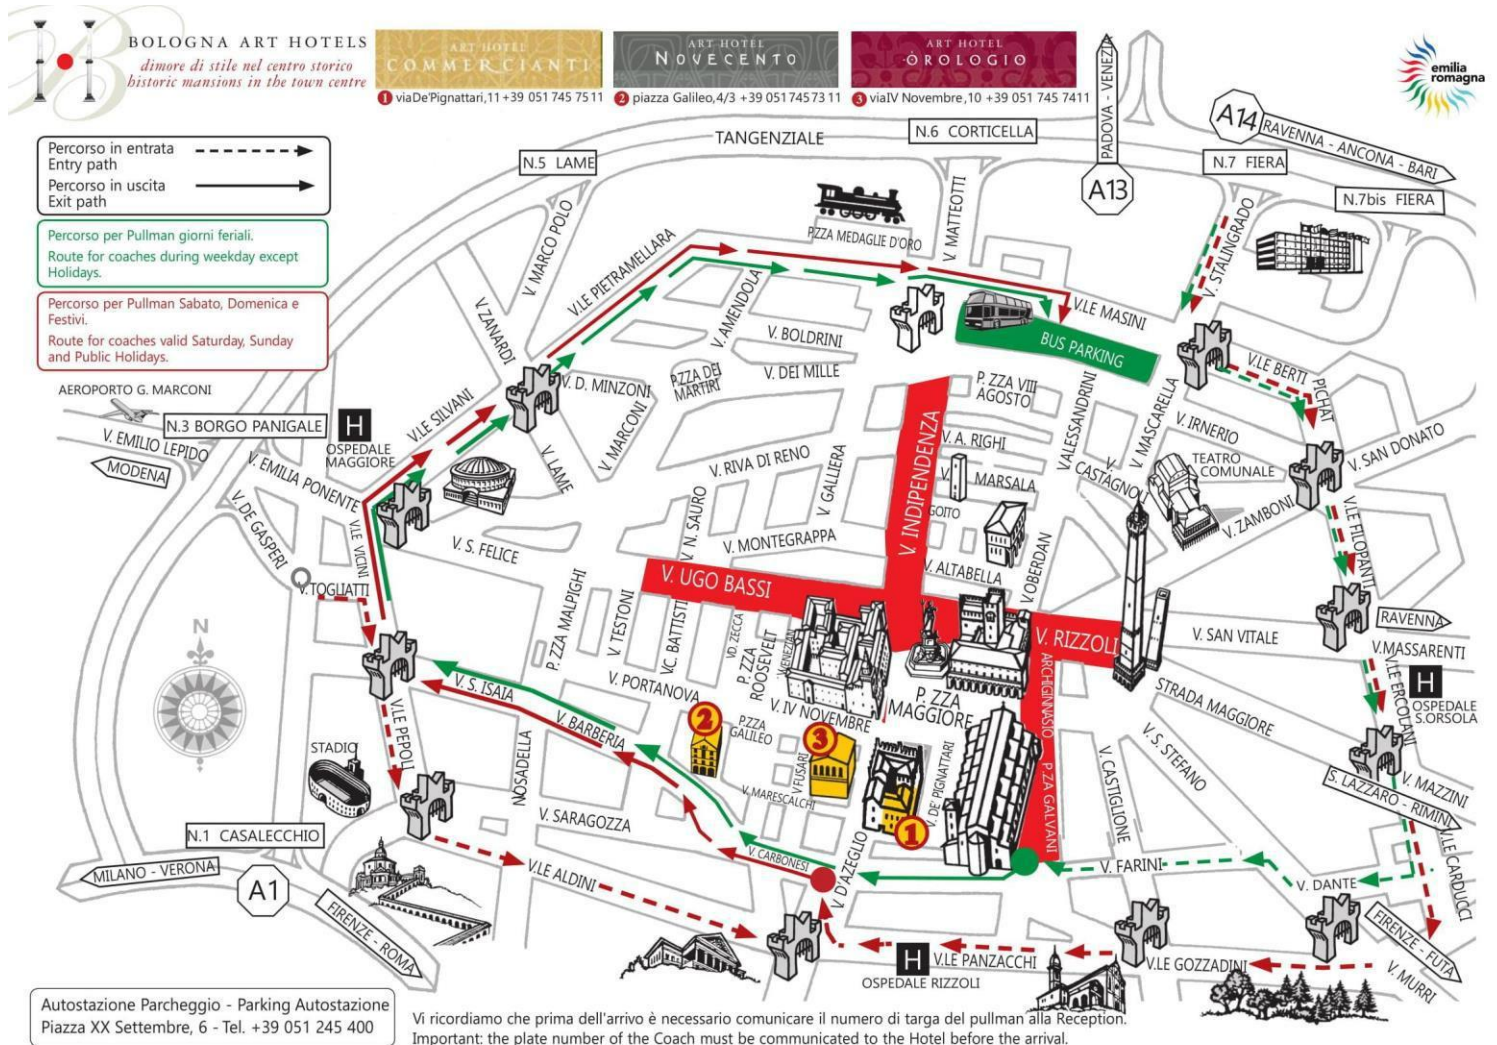 BOLOGNA ART HOTELS
dimore di stile nel centro storico
historic mansions in the town centre
ART HOTEL
COMMERCIANTI
1 via De'Pignattari,11 +39 051 745 75 11
ART HOTEL
NOVECENTO
2 piazza Galileo,4/3 +39 051 745 73 11
ART HOTEL
OROLOGIO
3 viaIV Novembre,10 +39 051 745 7411
emilia
romagna
Percorso in entrata
Entry path
Percorso in uscita
Exit path
Percorso per Pullman giorni feriali.
Route for coaches during weekday except
Holidays.
Percorso per Pullman Sabato, Domenica e
Festivi.
Route for coaches valid Saturday, Sunday
and Public Holidays.
TANGENZIALE
N.5 LAME
N.6 CORTICELLA
PADOVA - VENEZIA
A13
A14
RAVENNA - ANCONA - BARI
N.7 FIERA
N.7bis FIERA
V. MARCO POLO
V.LE PIETRAMELLARA
P.ZZA MEDAGLIE D'ORO
V. MATTEOTTI
V. STALINGRADO
V. ZANARDI
V. AMENDOLA
V. BOLDRINI
V.LE MASINI
BUS PARKING
V.LE BERTI
PICHAT
V. D. MINZONI
P.ZZA DEI
MARTIRI
V. DEI MILLE
P. ZZA VIII
AGOSTO
V.ALESSANDRINI
V. MASCARELLA
V. IRNERIO
V. SAN DONATO
AEROPORTO G. MARCONI
N.3 BORGO PANIGALE
V. EMILIO LEPIDO
MODENA
H
OSPEDALE
MAGGIORE
V.LE SILVANI
V. EMILIA PONENTE
V. LAME
V. MARCONI
V. RIVA DI RENO
V. GALLIERA
V. INDIPENDENZA
V. A. RIGHI
V. MARSALA
GOITO
V. CASTAGNOLI
TEATRO
COMUNALE
V. ZAMBONI
V.LE FILOPANTI
V. DE GASPERI
V.LE VICINI
V. S. FELICE
V. N. SAURO
V. MONTEGRAPPA
V. ALTABELLA
V.OBERDAN
V. TOGLIATTI
V. UGO BASSI
V. RIZZOLI
P. ZZA MALPIGHI
V. TESTONI
V.C. BATTISTI
V.D. ZECCA
P. ZZA
ROOSEVELT
V.VENEZIAN
V. SAN VITALE
RAVENNA
V.MASSARENTI
V.LE ERCOLANI
H
OSPEDALE
S.ORSOLA
N
V. S. ISAIA
V. PORTANOVA
V. BARBERIA
V. IV NOVEMBRE
P. ZZA
MAGGIORE
ARCHIGINNASIO
P.ZA GALVANI
STRADA MAGGIORE
V. S. STEFANO
V. CASTIGLIONE
V. MAZZINI
S. LAZZARO - RIMINI
V.LE PEPOLI
STADIO
NOSADELLA
2
P.ZZA
GALILEO
3
V FUSARI
V. MARESCALCHI
V. DE' PIGNATTARI
1
V. SARAGOZZA
N.1 CASALECCHIO
MILANO - VERONA
A1
FIRENZE - ROMA
V.LE ALDINI
V. CARBONESI
V. D'AZEGLIO
V. FARINI
V. DANTE
V.LE CARDUCCI
FIRENZE - FUTA
V. MURRI
V.LE GOZZADINI
V.LE PANZACCHI
H
OSPEDALE RIZZOLI
Autostazione Parcheggio - Parking Autostazione
Piazza XX Settembre, 6 - Tel. +39 051 245 400
Vi ricordiamo che prima dell'arrivo è necessario comunicare il numero di targa del pullman alla Reception.
Important: the plate number of the Coach must be communicated to the Hotel before the arrival.